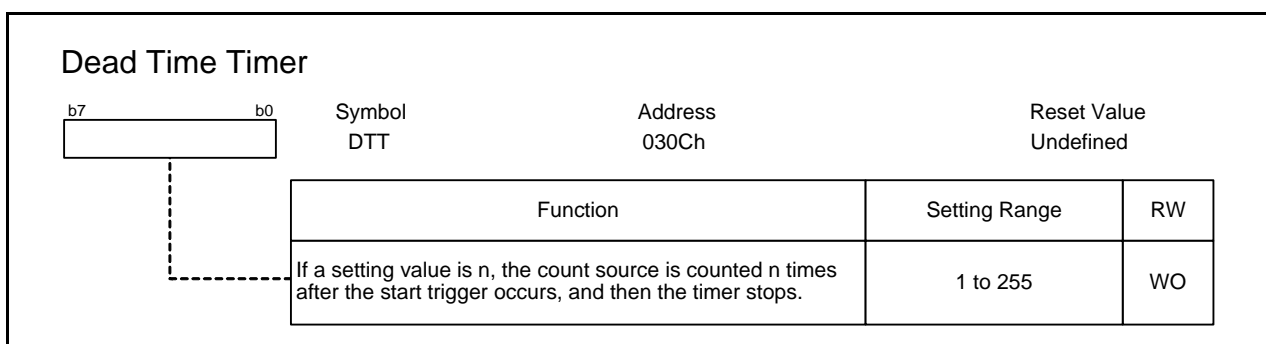 Dead Time Timer
b7 b0 Symbol Address Reset Value
DTT 030Ch Undefined
Function Setting Range RW
If a setting value is n, the count source is counted n times
after the start trigger occurs, and then the timer stops.
1 to 255 WO